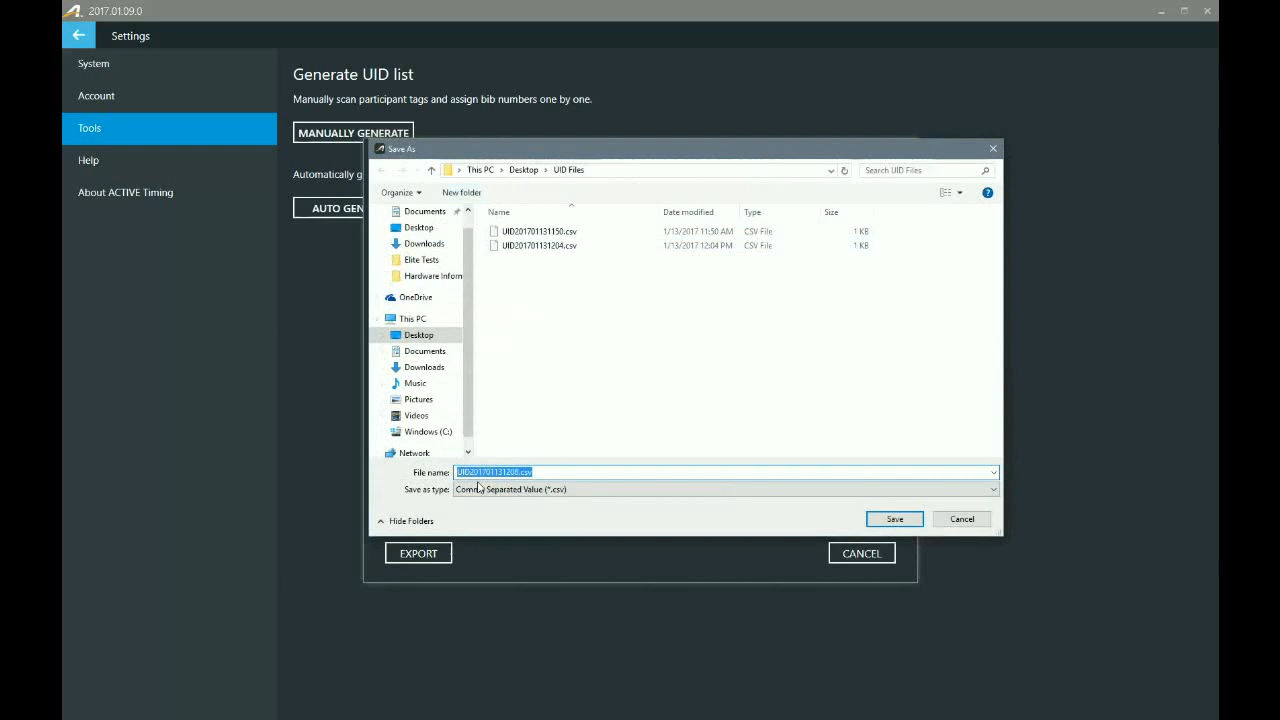 2017.01.09.0
Settings
System
Account
Tools
Help
About ACTIVE Timing
Generate UID list
Manually scan participant tags and assign bib numbers one by one.
MANUALLY GENERATE
Automatically g
AUTO GEN
Save As
This PC > Desktop > UID Files
Search UID Files
Organize
New folder
Name Date modified Type Size
UID201701131150.csv 1/13/2017 11:50 AM CSV File 1 KB
UID201701131204.csv 1/13/2017 12:04 PM CSV File 1 KB
Documents
Desktop
Downloads
Elite Tests
Hardware Inform
OneDrive
This PC
Desktop
Documents
Downloads
Music
Pictures
Videos
Windows (C:)
Network
File name: UID201701131208.csv
Save as type: Comma Separated Value (*.csv)
Hide Folders
Save
Cancel
EXPORT
CANCEL